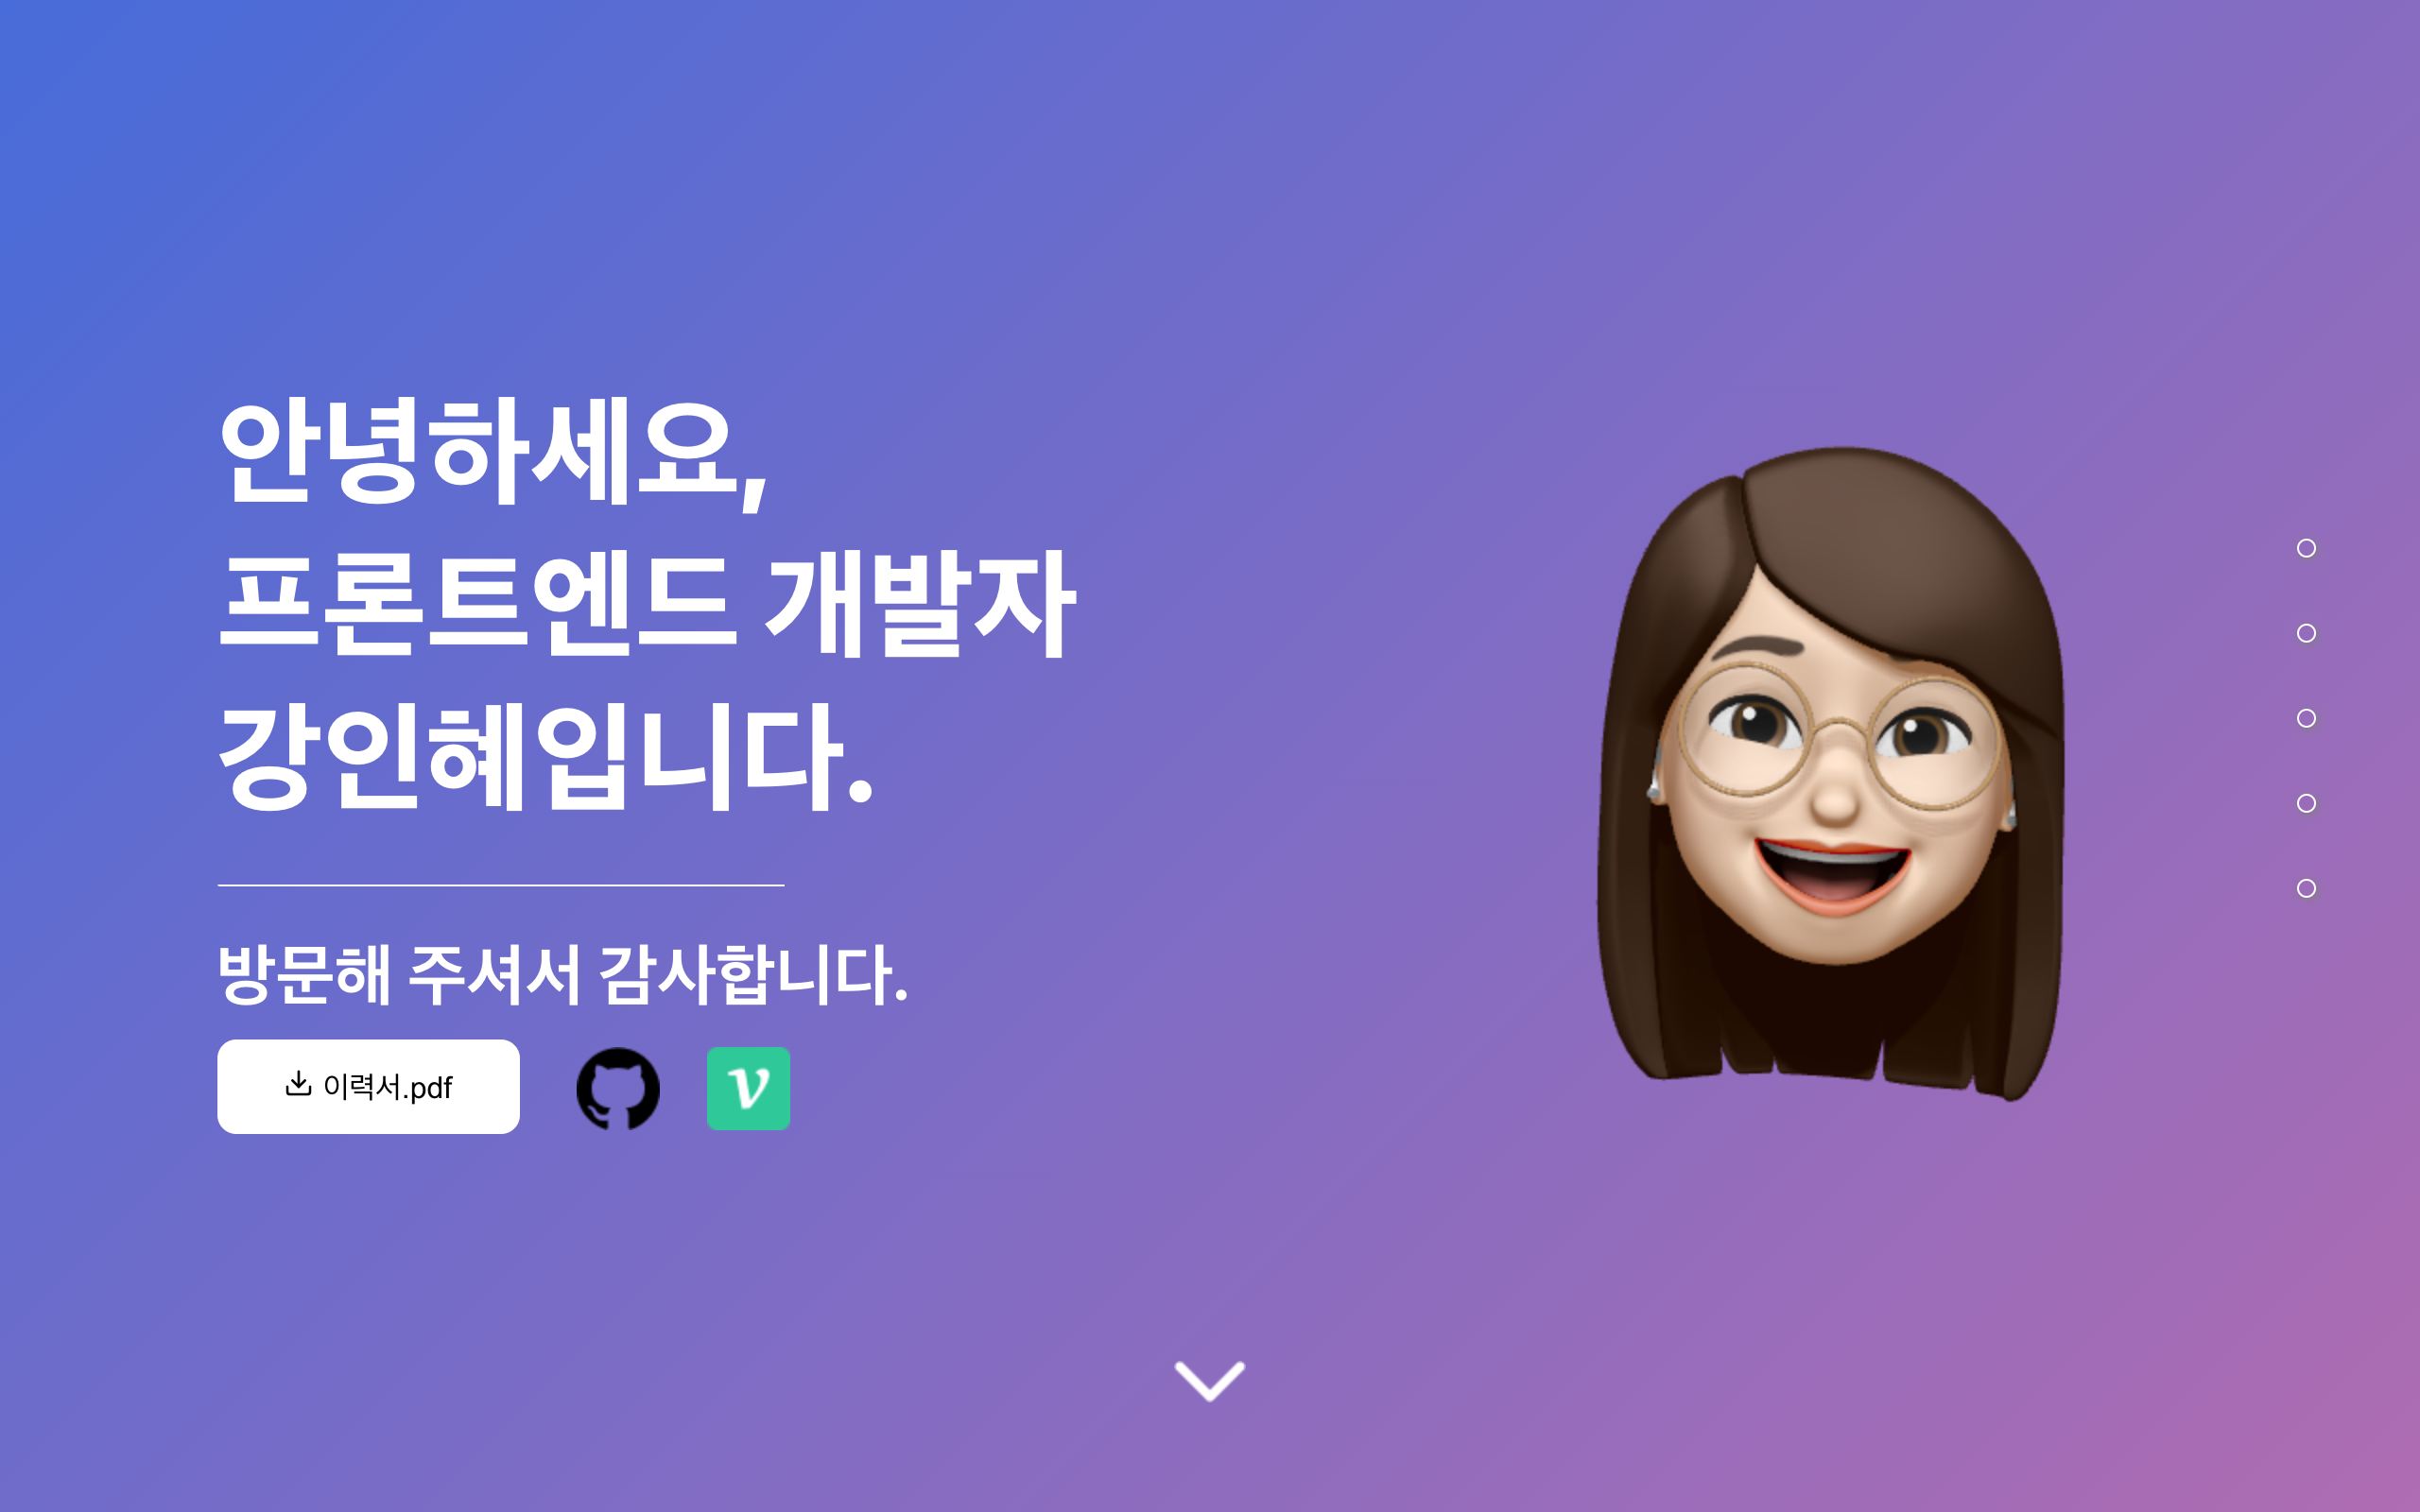 안녕하세요,
프론트엔드 개발자
강인혜입니다.
방문해 주셔서 감사합니다.
이력서.pdf
v